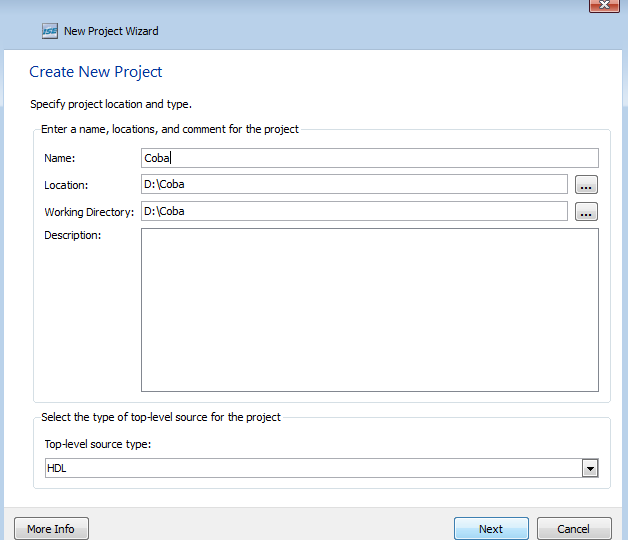 ISE New Project Wizard
Create New Project
Specify project location and type.
Enter a name, locations, and comment for the project
Name: Coba
Location: D:\Coba ...
Working Directory: D:\Coba ...
Description:
Select the type of top-level source for the project
Top-level source type:
HDL
More Info Next Cancel